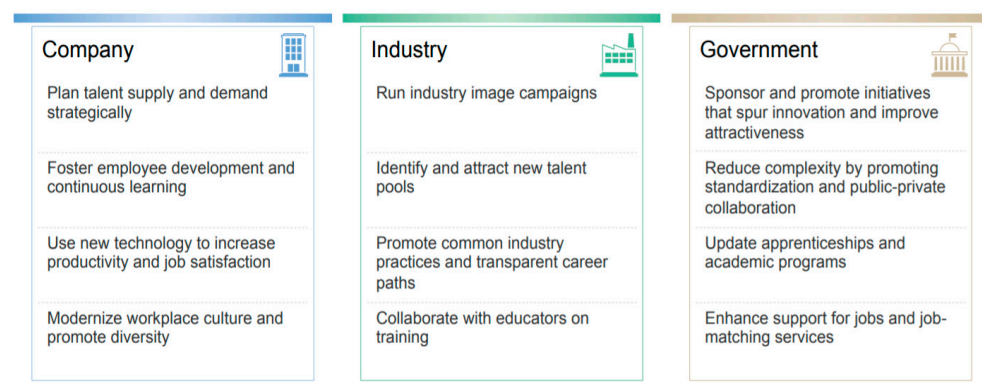 Company
Plan talent supply and demand
strategically
Foster employee development and
continuous learning
Use new technology to increase
productivity and job satisfaction
Modernize workplace culture and
promote diversity
Industry
Run industry image campaigns
Identify and attract new talent
pools
Promote common industry
practices and transparent career
paths
Collaborate with educators on
training
Government
Sponsor and promote initiatives
that spur innovation and improve
attractiveness
Reduce complexity by promoting
standardization and public-private
collaboration
Update apprenticeships and
academic programs
Enhance support for jobs and job-
matching services